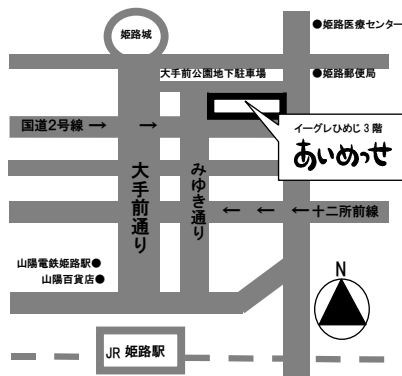 姫路城
●姫路医療センター
大手前公園地下駐車場
●姫路郵便局
イーグレひめじ3階
あいめっせ
国道2号線 → →
大手前通り
みゆき通り
← ← ←十二所前線
山陽電鉄姫路駅●
山陽百貨店●
N
JR 姫路駅